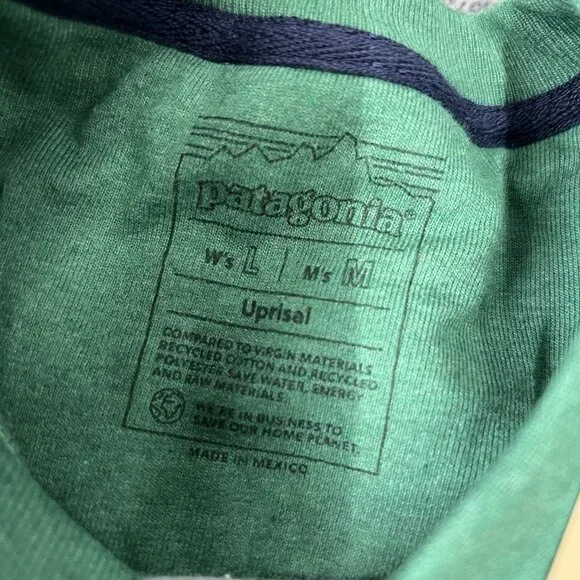 patagonia®
W's L | M's M
Uprisal
COMPARED TO VIRGIN MATERIALS,
RECYCLED COTTON AND RECYCLED
POLYESTER SAVE WATER, ENERGY
AND RAW MATERIALS.
WE'RE IN BUSINESS TO
SAVE OUR HOME PLANET.
MADE IN MEXICO